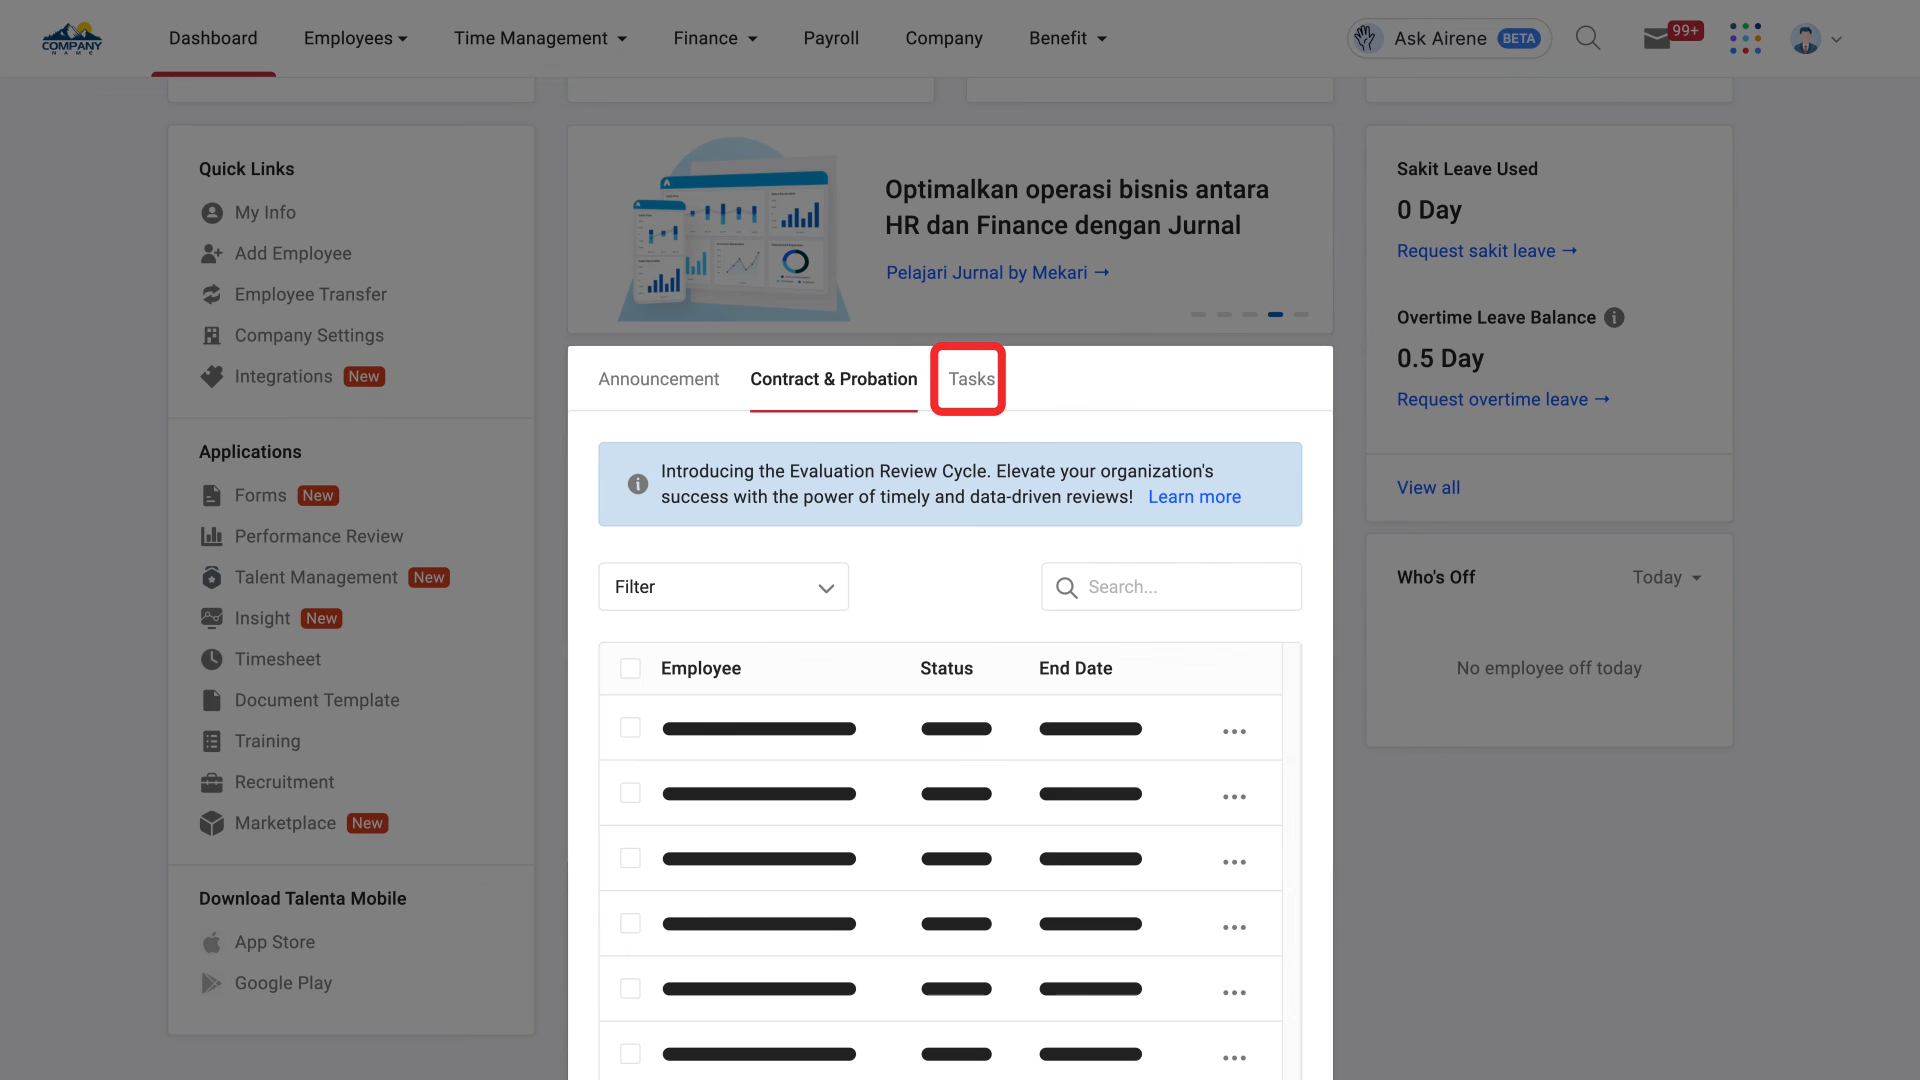 COMPANY
NAME
Dashboard
Employees
Time Management
Finance
Payroll
Company
Benefit
Ask Airene BETA
99+
Quick Links
My Info
Add Employee
Employee Transfer
Company Settings
Integrations New
Applications
Forms New
Performance Review
Talent Management New
Insight New
Timesheet
Document Template
Training
Recruitment
Marketplace New
Download Talenta Mobile
App Store
Google Play
Optimalkan operasi bisnis antara
HR dan Finance dengan Jurnal
Pelajari Jurnal by Mekari →
Announcement
Contract & Probation
Tasks
Introducing the Evaluation Review Cycle. Elevate your organization's
success with the power of timely and data-driven reviews! Learn more
Filter
Search...
Employee Status End Date
Sakit Leave Used
0 Day
Request sakit leave →
Overtime Leave Balance
0.5 Day
Request overtime leave →
View all
Who's Off
Today
No employee off today